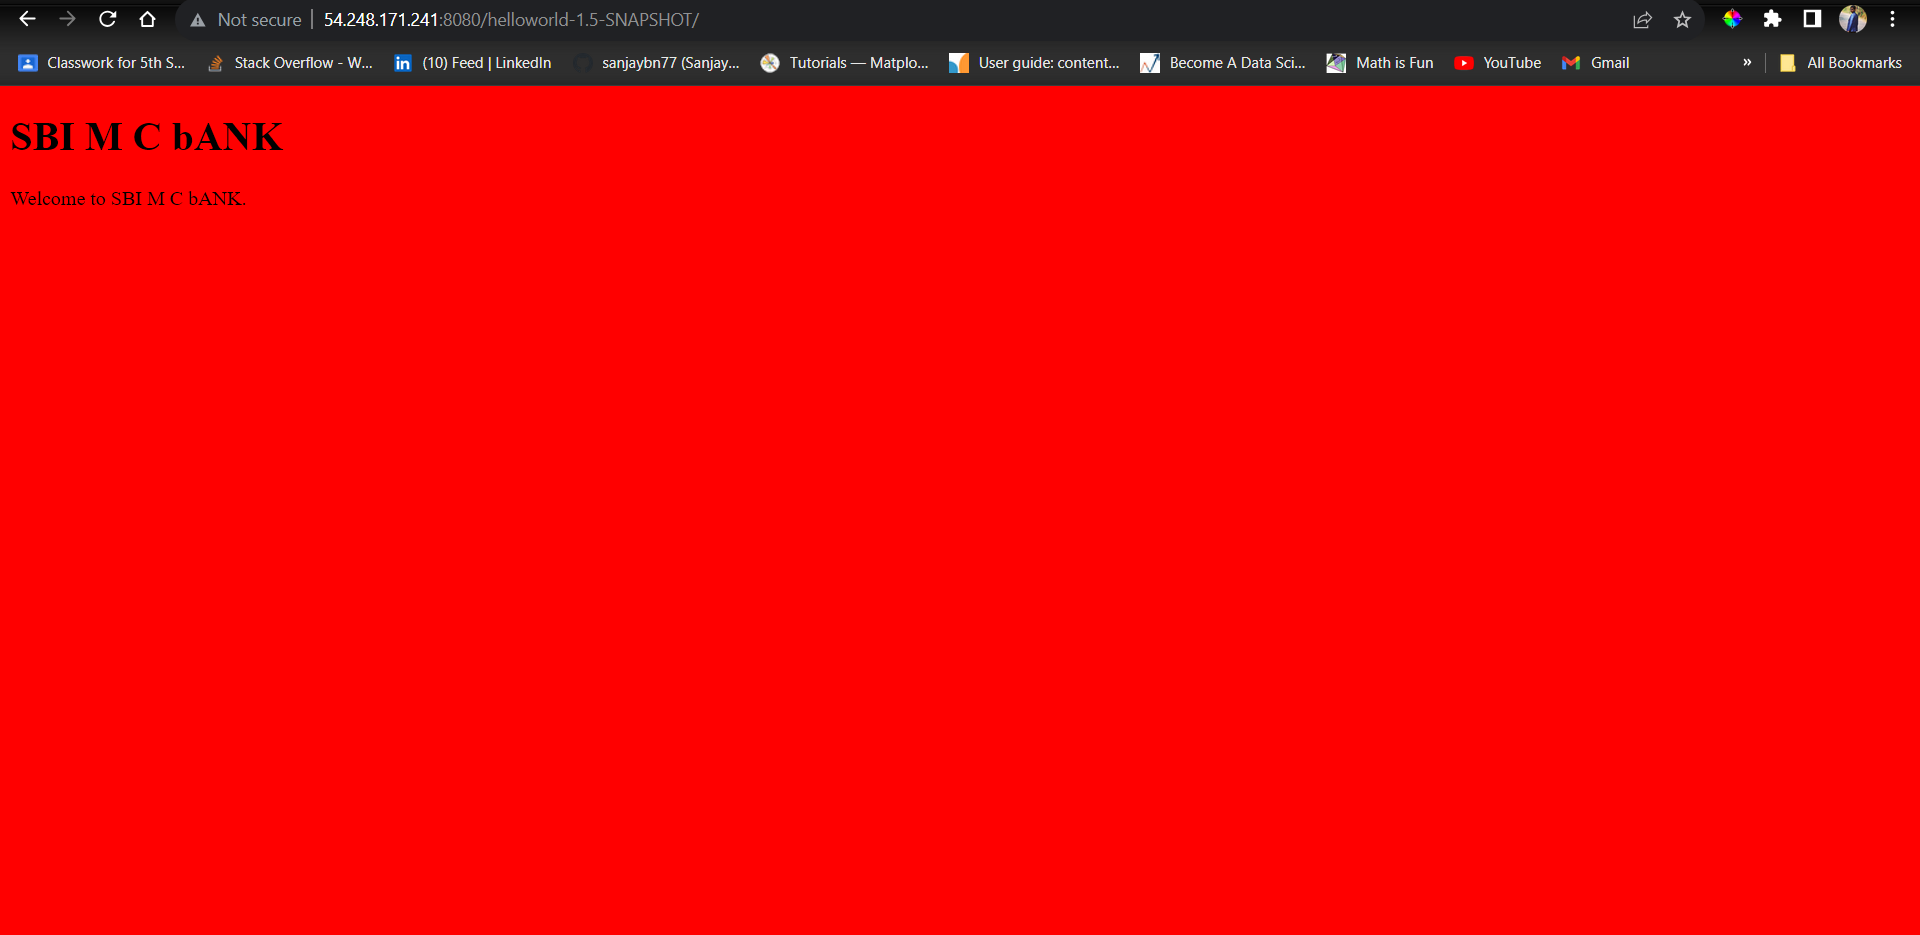 Not secure 54.248.171.241:8080/helloworld-1.5-SNAPSHOT/
Classwork for 5th S... Stack Overflow - W... in (10) Feed | LinkedIn sanjaybn77 (Sanjay... Tutorials — Matplo... User guide: content... Become A Data Sci... Math is Fun YouTube Gmail » All Bookmarks
SBI M C bANK
Welcome to SBI M C bANK.